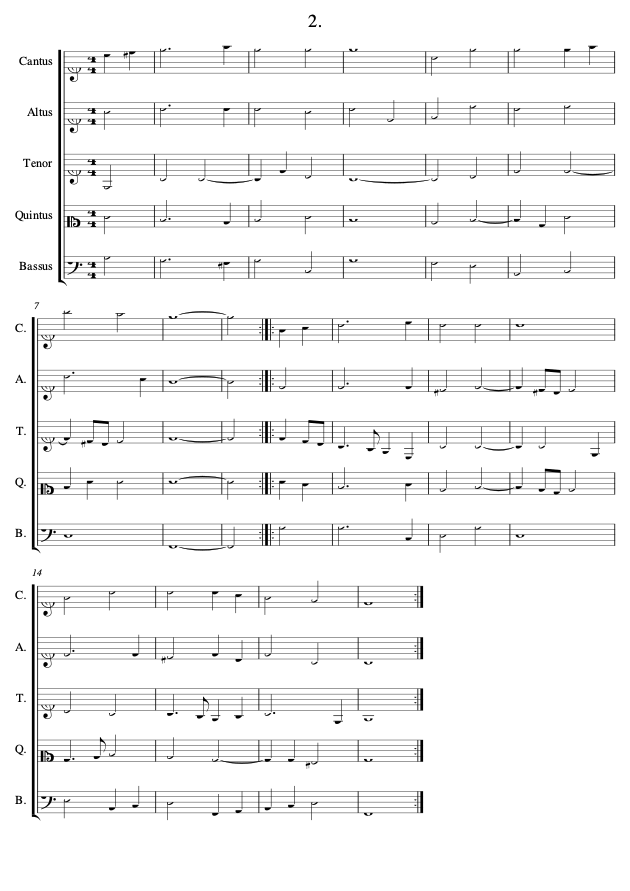 2.
Cantus
Altus
Tenor
Quintus
Bassus
7
C.
A.
T.
Q.
B.
14
C.
A.
T.
Q.
B.